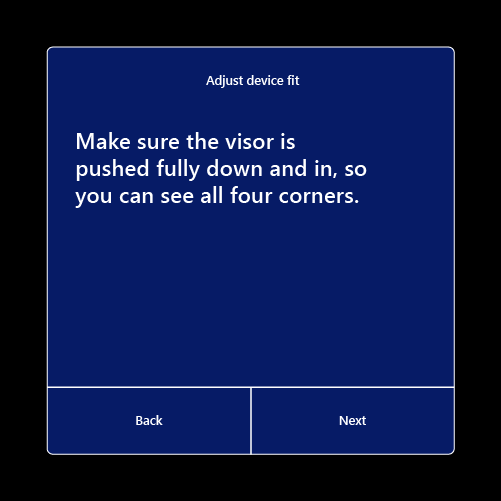 Adjust device fit
Make sure the visor is
pushed fully down and in, so
you can see all four corners.
Back
Next